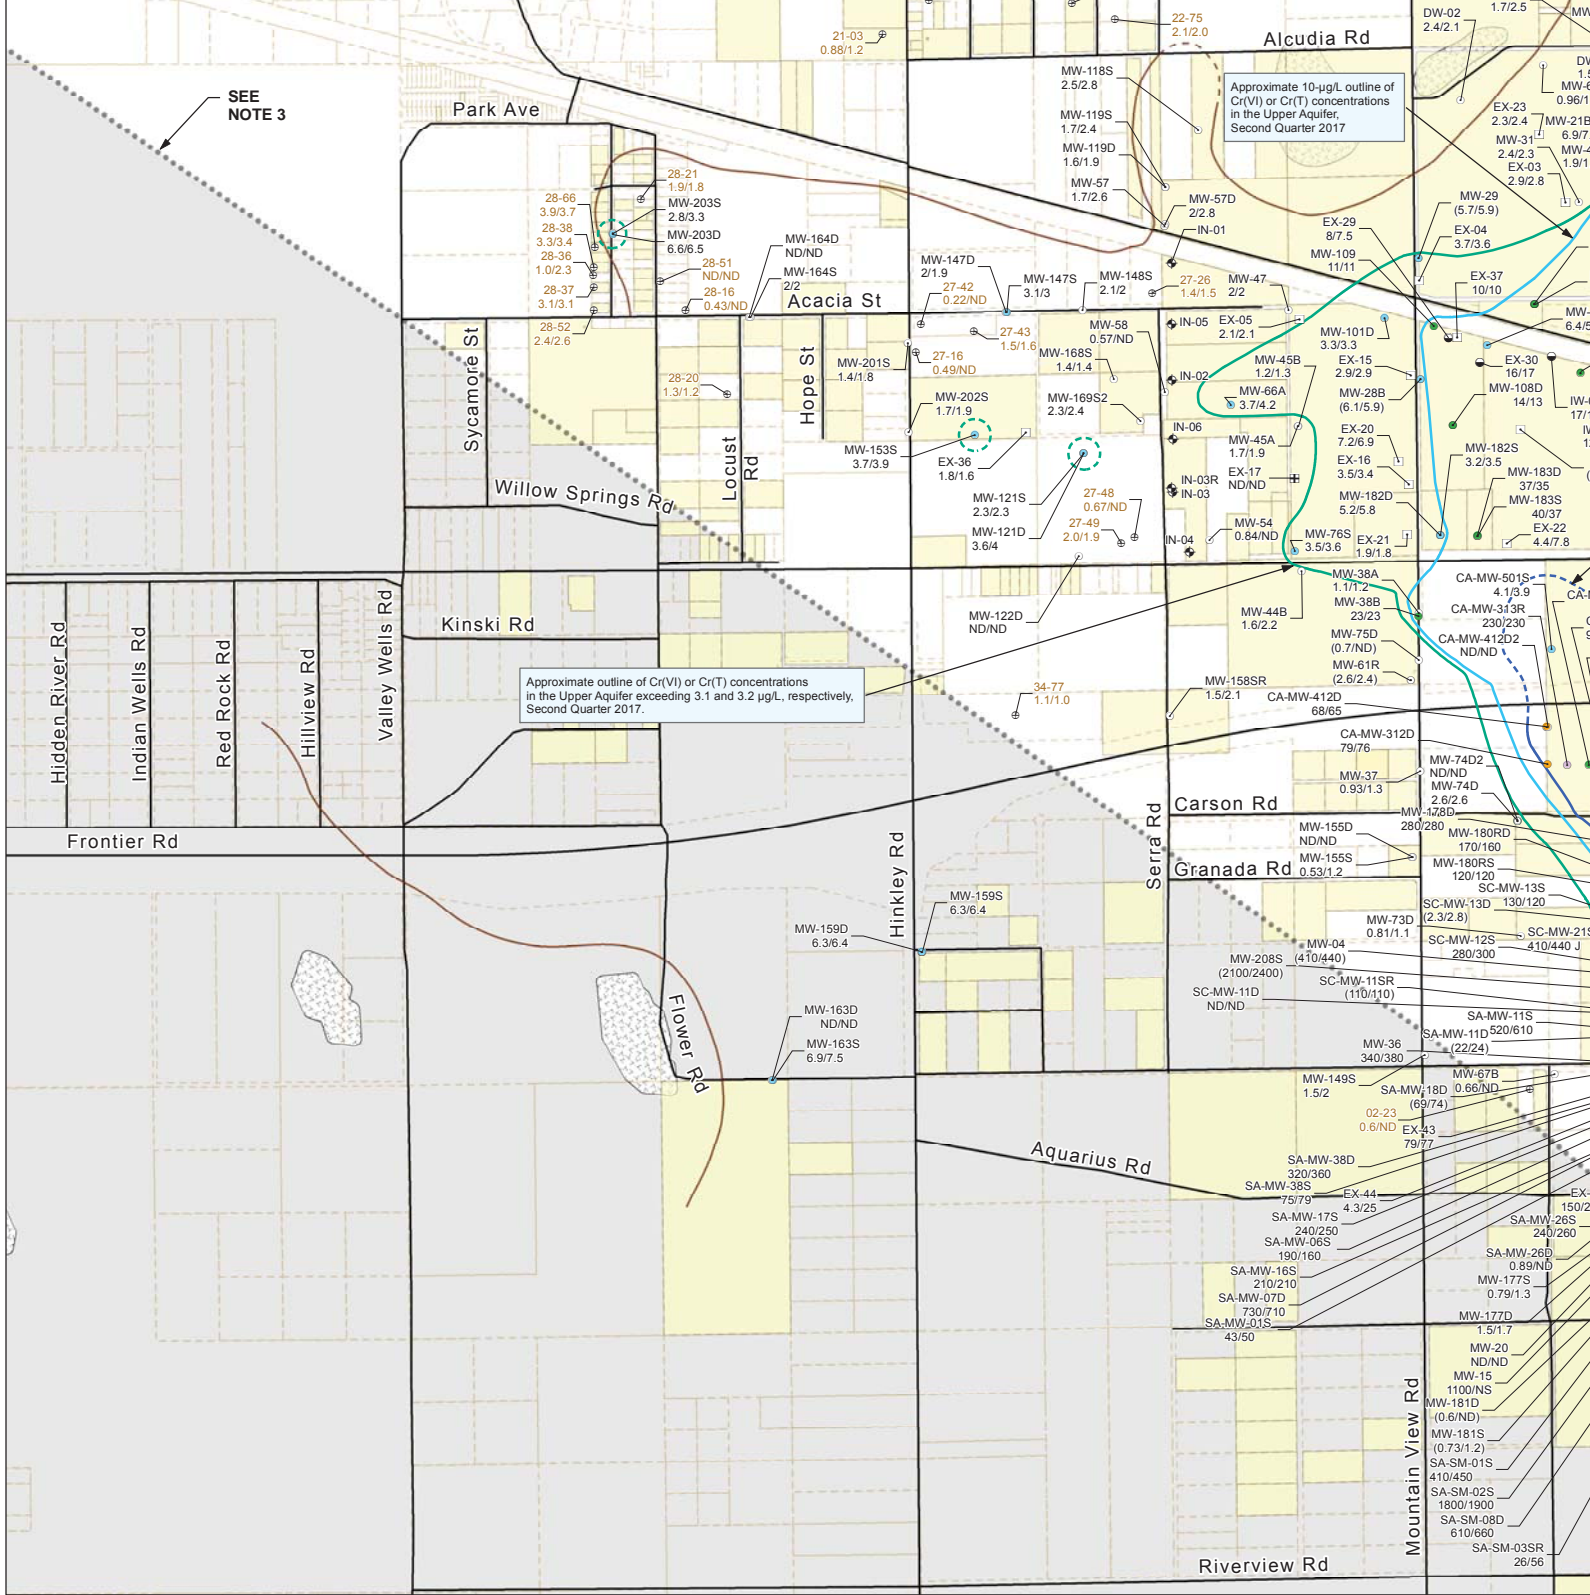 21-03
0.88/1.2
22-75
2.1/2.0
Alcudia Rd
DW-02
2.4/2.1
1.7/2.5
SEE
NOTE 3
Park Ave
MW-118S
2.5/2.8
MW-119S
1.7/2.4
MW-119D
1.6/1.9
MW-57
1.7/2.6
MW-57D
2/2.8
IN-01
Approximate 10-µg/L outline of
Cr(VI) or Cr(T) concentrations
in the Upper Aquifer,
Second Quarter 2017
EX-23
2.3/2.4
MW-21B
MW-31
2.4/2.3
EX-03
2.9/2.8
MW-29
(5.7/5.9)
EX-04
3.7/3.6
EX-29
8/7.5
MW-109
11/11
EX-37
10/10
28-21
1.9/1.8
MW-203S
2.8/3.3
MW-203D
6.6/6.5
28-66
3.9/3.7
28-38
3.3/3.4
28-36
1.0/2.3
28-37
3.1/3.1
28-52
2.4/2.6
28-51
ND/ND
28-16
0.43/ND
MW-164D
ND/ND
MW-164S
2/2
Acacia St
MW-147D
2/1.9
MW-147S
3.1/3
MW-148S
2.1/2
27-42
0.22/ND
27-26
1.4/1.5
MW-47
2/2
27-43
1.5/1.6
27-16
0.49/ND
MW-58
0.57/ND
IN-05
EX-05
2.1/2.1
MW-101D
3.3/3.3
MW-201S
1.4/1.8
MW-168S
1.4/1.4
IN-02
MW-45B
1.2/1.3
EX-15
2.9/2.9
MW-28B
(6.1/5.9)
EX-30
16/17
MW-108D
14/13
28-20
1.3/1.2
Sycamore St
Hope St
Locust
Rd
MW-202S
1.7/1.9
MW-169S2
2.3/2.4
MW-66A
3.7/4.2
IN-06
MW-45A
1.7/1.9
EX-20
7.2/6.9
EX-16
3.5/3.4
MW-182S
3.2/3.5
MW-183D
37/35
MW-183S
40/37
EX-22
4.4/7.8
MW-153S
3.7/3.9
EX-36
1.8/1.6
EX-17
ND/ND
IN-03R
IN-03
MW-182D
5.2/5.8
Willow Springs Rd
MW-121S
2.3/2.3
MW-121D
3.6/4
27-48
0.67/ND
27-49
2.0/1.9
IN-04
MW-54
0.84/ND
MW-76S
3.5/3.6
EX-21
1.9/1.8
MW-38A
1.1/1.2
MW-38B
23/23
CA-MW-501S
4.1/3.9
CA-MW-313R
230/230
CA-MW-412D2
ND/ND
MW-122D
ND/ND
MW-44B
1.6/2.2
MW-75D
(0.7/ND)
MW-61R
(2.6/2.4)
Kinski Rd
Hidden River Rd
Indian Wells Rd
Red Rock Rd
Hillview Rd
Valley Wells Rd
Approximate outline of Cr(VI) or Cr(T) concentrations
in the Upper Aquifer exceeding 3.1 and 3.2 µg/L, respectively,
Second Quarter 2017.
34-77
1.1/1.0
MW-158SR
1.5/2.1
CA-MW-412D
68/65
CA-MW-312D
79/76
MW-37
0.93/1.3
MW-74D2
ND/ND
MW-74D
2.6/2.6
MW-178D
280/280
MW-180RD
170/160
MW-180RS
120/120
Carson Rd
MW-155D
ND/ND
MW-155S
0.53/1.2
Granada Rd
Serra Rd
Hinkley Rd
Frontier Rd
SC-MW-13S
130/120
SC-MW-13D
(2.3/2.8)
SC-MW-21S
410/440 J
SC-MW-12S
280/300
MW-73D
0.81/1.1
MW-04
(410/440)
MW-208S
(2100/2400)
SC-MW-11SR
(110/110)
SC-MW-11D
ND/ND
MW-159S
6.3/6.4
MW-159D
6.3/6.4
MW-163D
ND/ND
MW-163S
6.9/7.5
Flower Rd
SA-MW-11S
520/610
SA-MW-11D
(22/24)
MW-36
340/380
MW-149S
1.5/2
MW-67B
0.66/ND
SA-MW-18D
(69/74)
02-23
0.6/ND
EX-43
79/77
Aquarius Rd
SA-MW-38D
320/360
SA-MW-38S
75/79
EX-44
4.3/25
SA-MW-17S
240/250
SA-MW-06S
190/160
SA-MW-16S
210/210
SA-MW-07D
730/710
SA-MW-01S
43/50
SA-MW-26S
240/260
SA-MW-26D
0.89/ND
MW-177S
0.79/1.3
MW-177D
1.5/1.7
MW-20
ND/ND
MW-15
1100/NS
MW-181D
(0.6/ND)
MW-181S
(0.73/1.2)
SA-SM-01S
410/450
SA-SM-02S
1800/1900
SA-SM-08D
610/660
SA-SM-03SR
26/56
Mountain View Rd
Riverview Rd